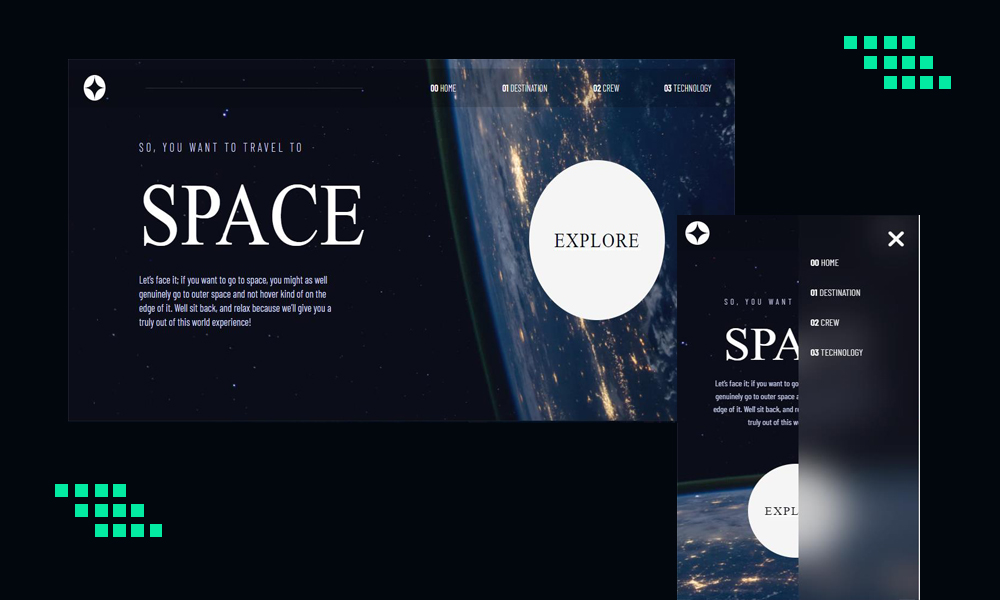 00 HOME 01 DESTINATION 02 CREW 03 TECHNOLOGY
SO, YOU WANT TO TRAVEL TO
SPACE
Let's face it; if you want to go to space, you might as well
genuinely go to outer space and not hover kind of on the
edge of it. Well sit back, and relax because we'll give you a
truly out of this world experience!
EXPLORE
00 HOME
01 DESTINATION
02 CREW
03 TECHNOLOGY
SO, YOU WANT
SPA
Let's face it; if you want to go
genuinely go to outer space a
edge of it. Well sit back, and r
truly out of this w
EXPL